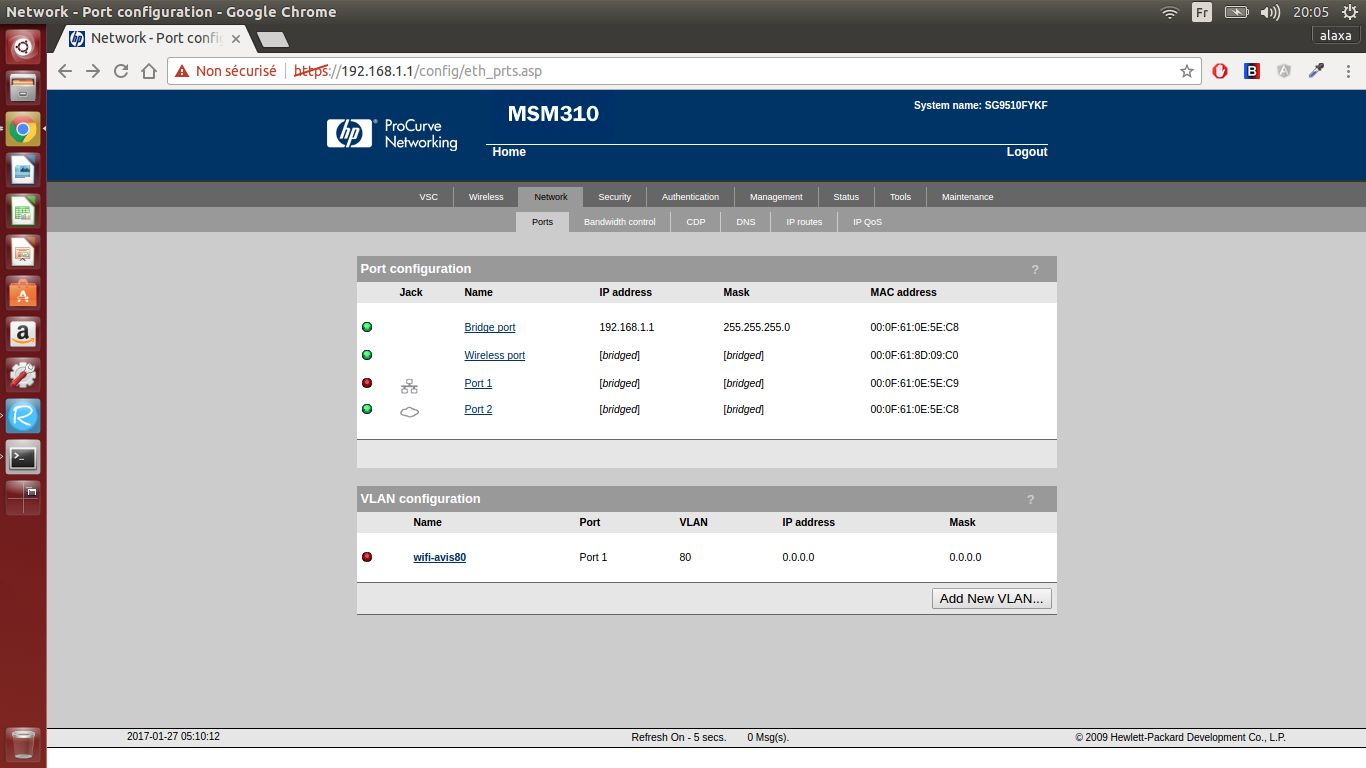 Network - Port configuration - Google Chrome
Fr
20:05
Network - Port config
alaxa
Non sécurisé https://192.168.1.1/config/eth_prts.asp
B
A
hp ProCurve Networking
MSM310
System name: SG9510FYKF
Home Logout
VSC Wireless Network Security Authentication Management Status Tools Maintenance
Ports Bandwidth control CDP DNS IP routes IP QoS
Port configuration ?
Jack Name IP address Mask MAC address
Bridge port 192.168.1.1 255.255.255.0 00:0F:61:0E:5E:C8
Wireless port [bridged] [bridged] 00:0F:61:8D:09:C0
Port 1 [bridged] [bridged] 00:0F:61:0E:5E:C9
Port 2 [bridged] [bridged] 00:0F:61:0E:5E:C8
VLAN configuration ?
Name Port VLAN IP address Mask
wifi-avis80 Port 1 80 0.0.0.0 0.0.0.0
Add New VLAN...
2017-01-27 05:10:12 Refresh On - 5 secs. 0 Msg(s). © 2009 Hewlett-Packard Development Co., L.P.